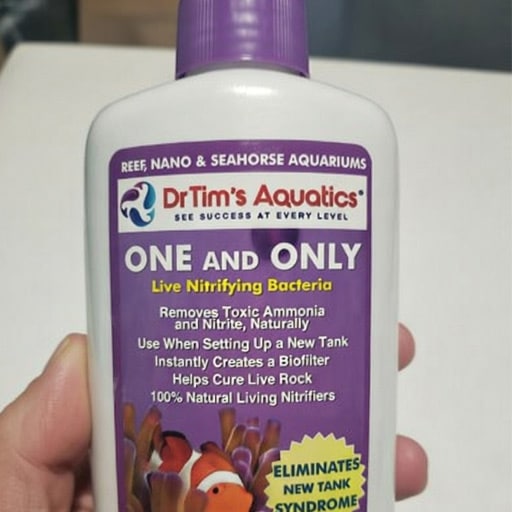 REEF, NANO & SEAHORSE AQUARIUMS
DrTim's Aquatics®
SEE SUCCESS AT EVERY LEVEL
ONE AND ONLY
Live Nitrifying Bacteria
Removes Toxic Ammonia
and Nitrite, Naturally
Use When Setting Up a New Tank
Instantly Creates a Biofilter
Helps Cure Live Rock
100% Natural Living Nitrifiers
ELIMINATES
NEW TANK
SYNDROME